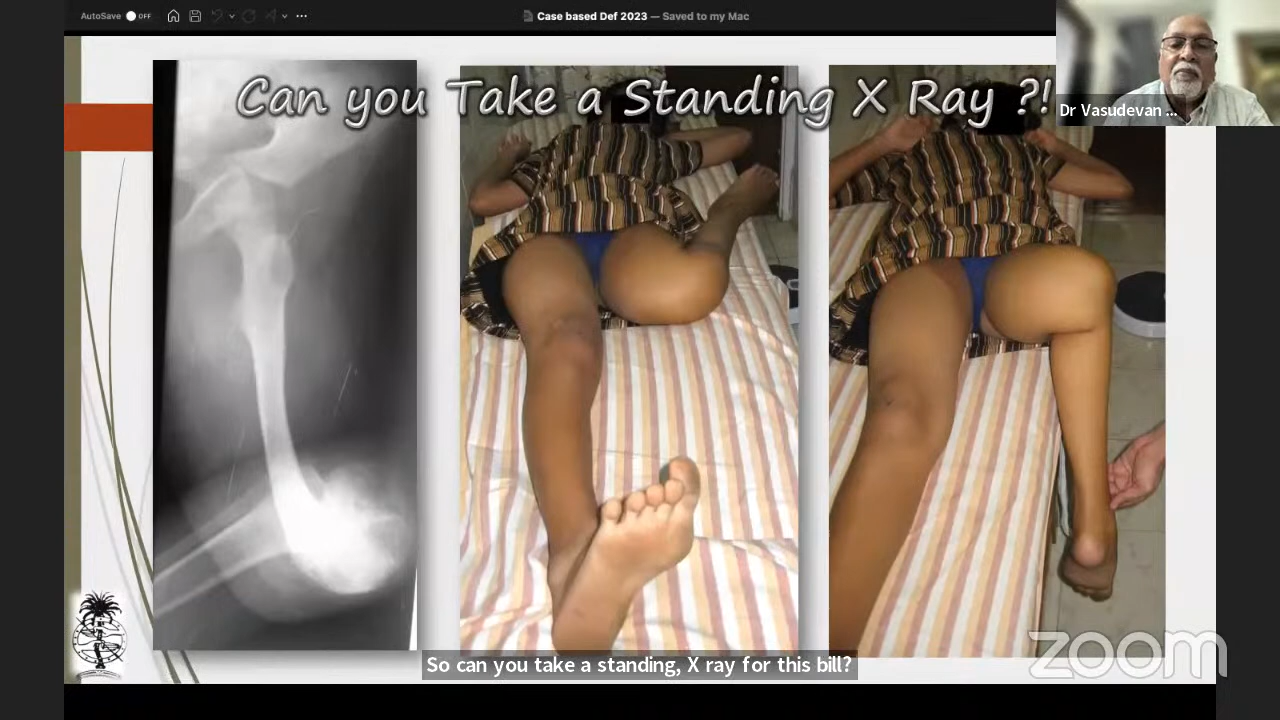 AutoSave OFF
Case based Def 2023 — Saved to my Mac
Can you Take a Standing X Ray ?!
Dr Vasudevan ...
So can you take a standing, X ray for this bill?
zoom